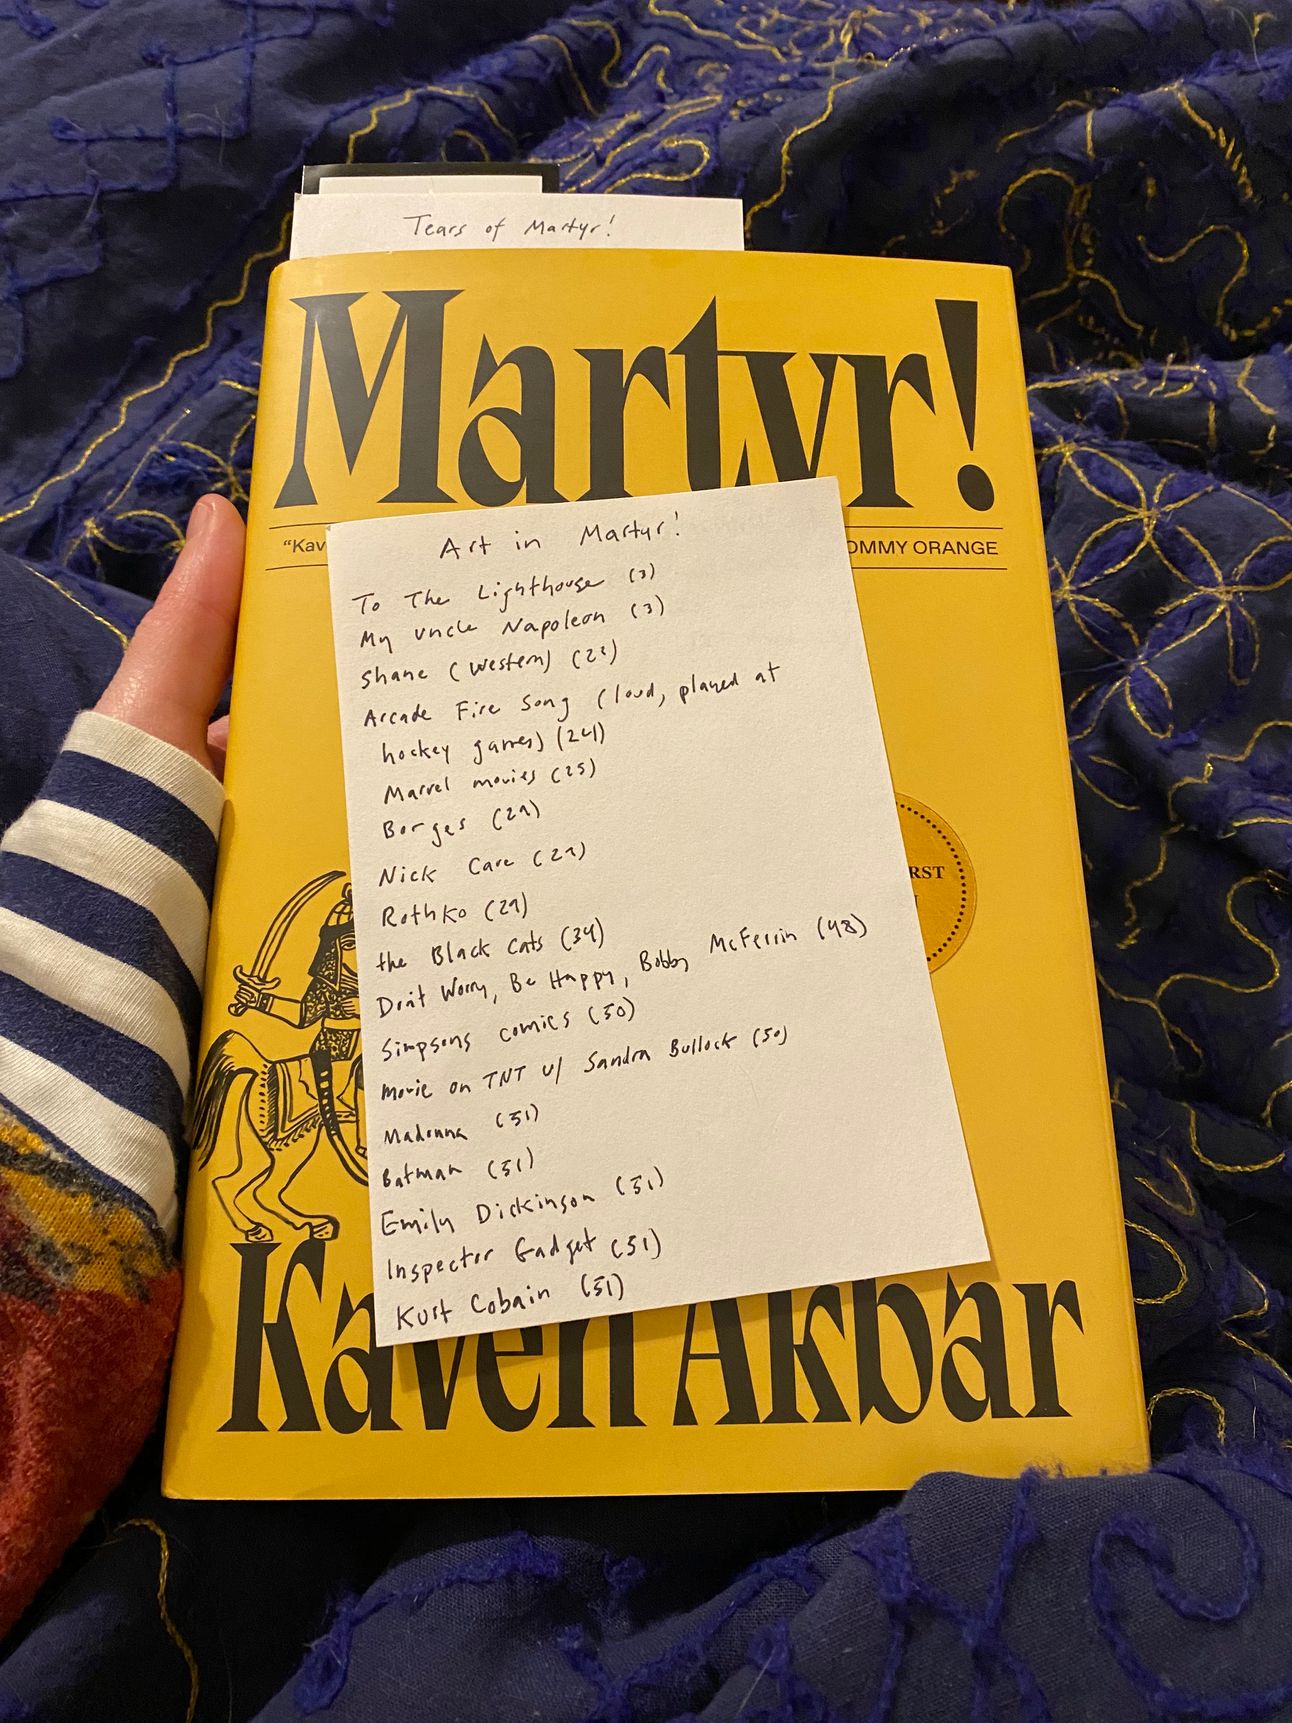 Tears of Martyr!
Martyr!
“Kav
OMMY ORANGE
Art in Martyr!
To The Lighthouse (3)
My uncle Napoleon (3)
Shane (Western) (23)
Arcade Fire song (loud, played at
hockey games) (24)
Marvel movies (25)
Borges (29)
Nick Cave (29)
Rothko (29)
the Black Cats (34)
Don't Worry, Be Happy, Bobby McFerrin (48)
Simpsons comics (50)
movie on TNT w/ Sandra Bullock (50)
Madonna (51)
Batman (51)
Emily Dickinson (51)
Inspector Gadget (51)
Kurt Cobain (51)
RST
Kaveh Akbar